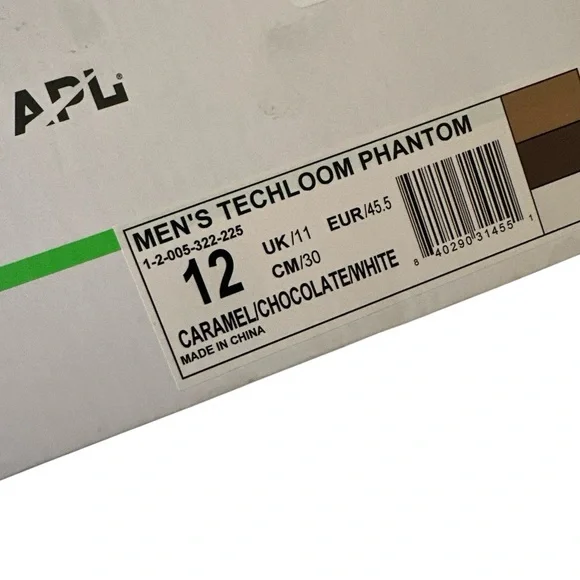 APL®
MEN'S TECHLOOM PHANTOM
1-2-005-322-225
12
UK/11
EUR/45.5
CM/30
CARAMEL/CHOCOLATE/WHITE
MADE IN CHINA
8 40290 31455 1